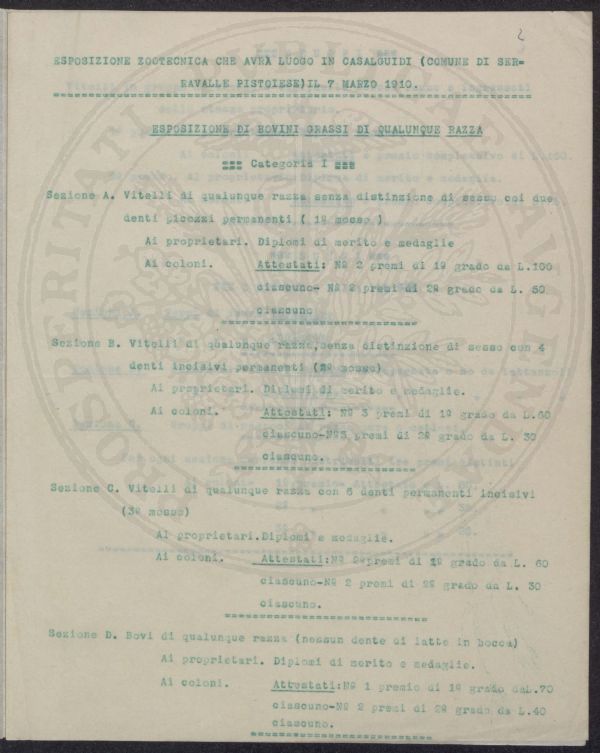 2
ESPOSIZIONE ZOOTECNICA CHE AVRÀ LUOGO IN CASALGUIDI (COMUNE DI SER=
RAVALLE PISTOIESE)IL 7 MARZO 1910.
ESPOSIZIONE DI BOVINI GRASSI DI QUALUNQUE RAZZA
=== Categoria I ===
Sezione A. Vitelli di qualunque razza senza distinzione di sesso coi due
denti picozzi permanenti ( 1º mosso )
Ai proprietari. Diplomi di merito e medaglie
Ai coloni. Attestati: Nº 2 premi di 1º grado da L.100
ciascuno- Nº 2 premi di 2º grado da L. 50
ciascuno
Sezione B. Vitelli di qualunque razza,senza distinzione di sesso con 4
denti incisivi permanenti (2º mosso)
Ai proprietari. Diplomi di merito e medaglie.
Ai coloni. Attestati: Nº 3 premi di 1º grado da L.60
ciascuno-Nº3 premi di 2º grado da L. 30
ciascuno.
Sezione C. Vitelli di qualunque razza con 6 denti permanenti incisivi
(3º mosso)
Ai proprietari.Diplomi e medaglie.
Ai coloni. Attestati:Nº 2 premi di 1º grado da L. 60
ciascuno-Nº 2 premi di 2º grado da L. 30
ciascuno.
Sezione D. Bovi di qualunque razza (nessun dente di latte in bocca)
Ai proprietari. Diplomi di merito e medaglie.
Ai coloni. Attestati:Nº 1 premio di 1º grado daL.70
ciascuno-Nº 2 premi di 2º grado da L.40
ciascuno.
PROSPERITATI PUBLICAE AUGENDAE